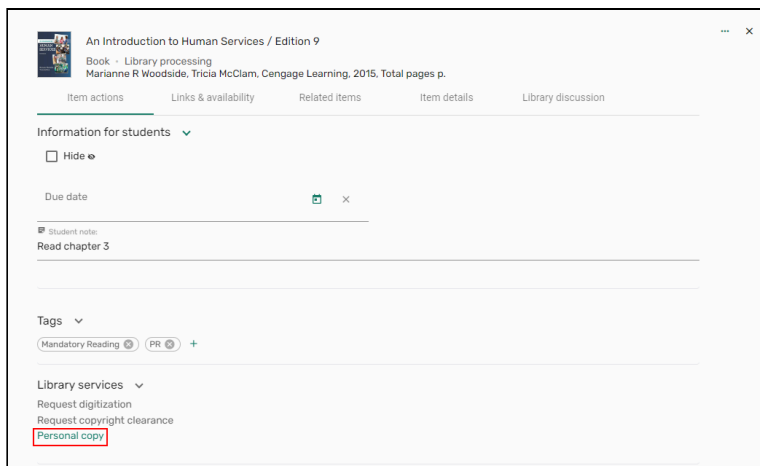 An Introduction to Human Services / Edition 9
Book · Library processing
Marianne R Woodside, Tricia McClam, Cengage Learning, 2015, Total pages p.
Item actions Links & availability Related items Item details Library discussion
Information for students
Hide
Due date
Student note:
Read chapter 3
Tags
Mandatory Reading PR +
Library services
Request digitization
Request copyright clearance
Personal copy